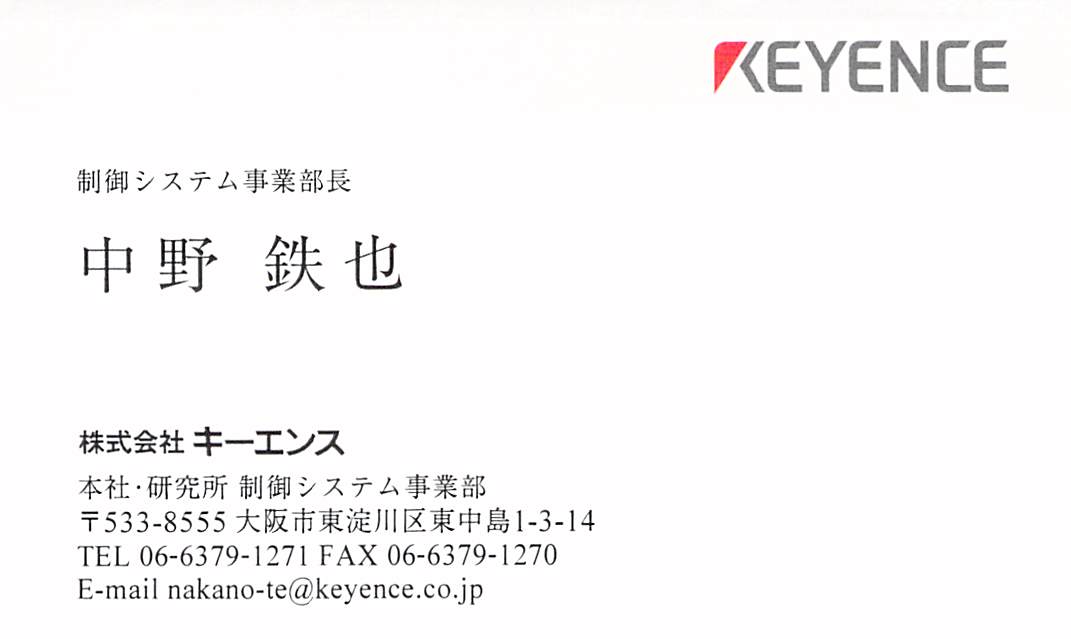 KEYENCE
制御システム事業部長
中野 鉄也
株式会社 キーエンス
本社・研究所 制御システム事業部
〒533-8555 大阪市東淀川区東中島1-3-14
TEL 06-6379-1271 FAX 06-6379-1270
E-mail nakano-te@keyence.co.jp